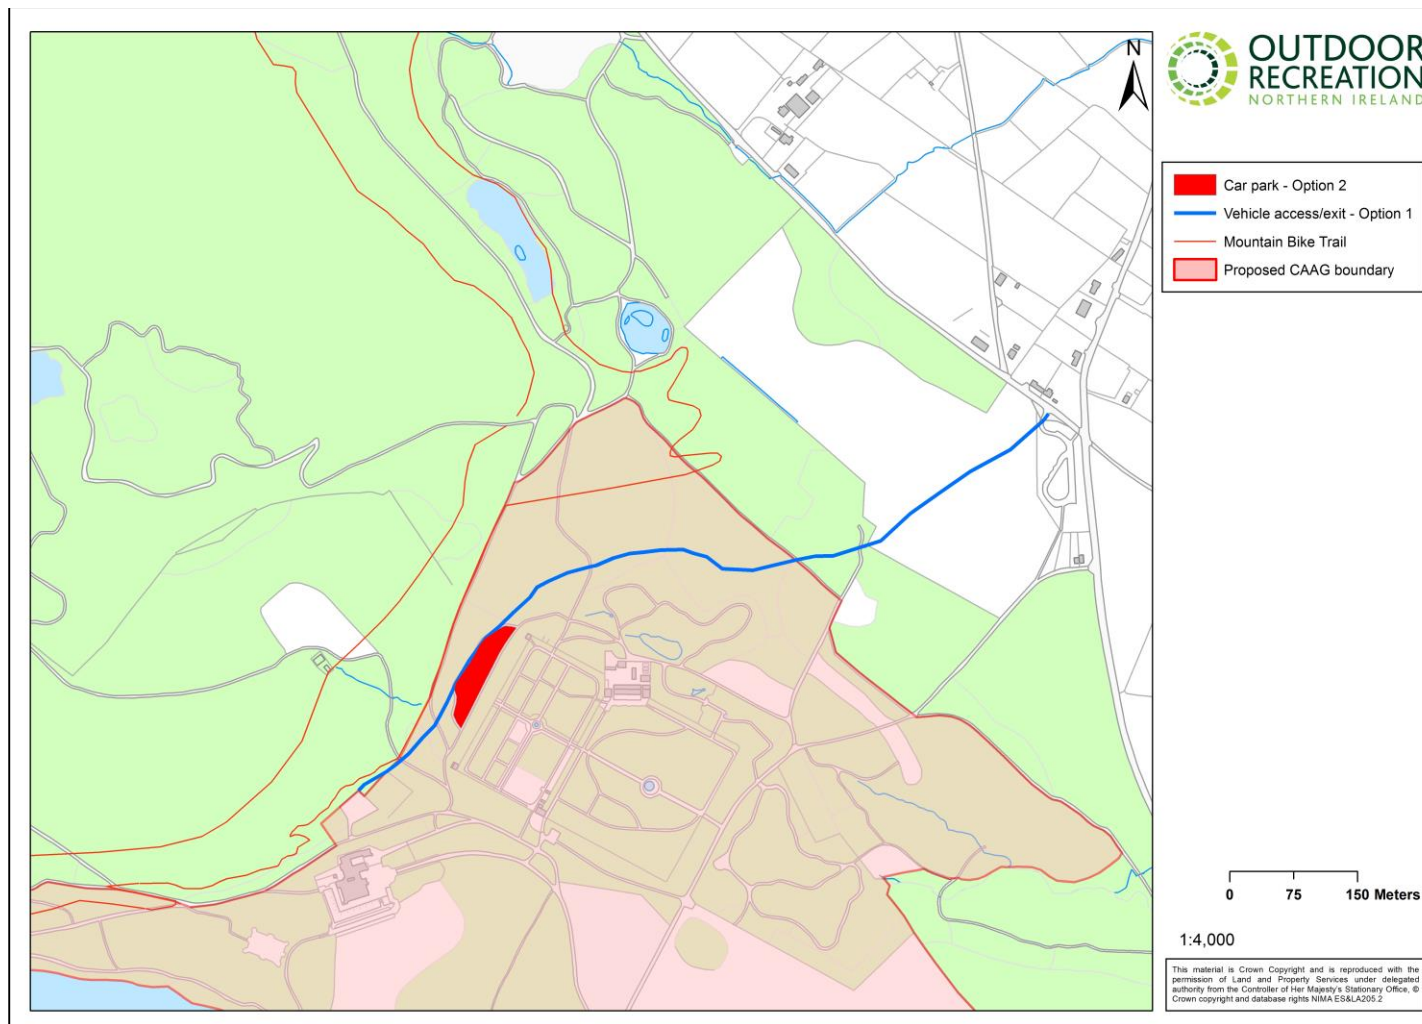 N
OUTDOOR
RECREATION
NORTHERN IRELAND
Car park - Option 2
Vehicle access/exit - Option 1
Mountain Bike Trail
Proposed CAAG boundary
0 75 150 Meters
1:4,000
This material is Crown Copyright and is reproduced with the
permission of Land and Property Services under delegated
authority from the Controller of Her Majesty's Stationary Office, ©
Crown copyright and database rights NIMA ES&LA205.2